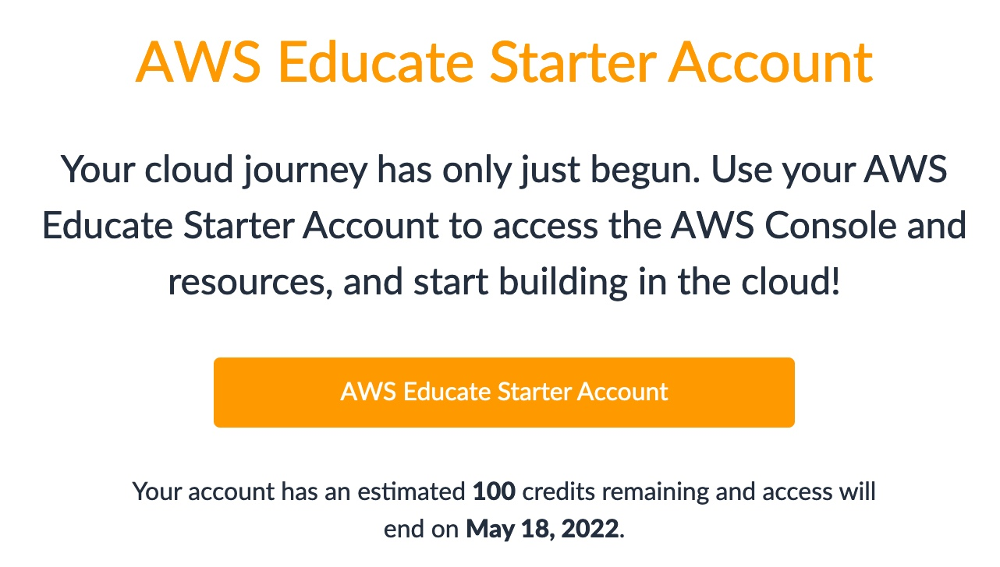 AWS Educate Starter Account
Your cloud journey has only just begun. Use your AWS
Educate Starter Account to access the AWS Console and
resources, and start building in the cloud!
AWS Educate Starter Account
Your account has an estimated 100 credits remaining and access will
end on May 18, 2022.